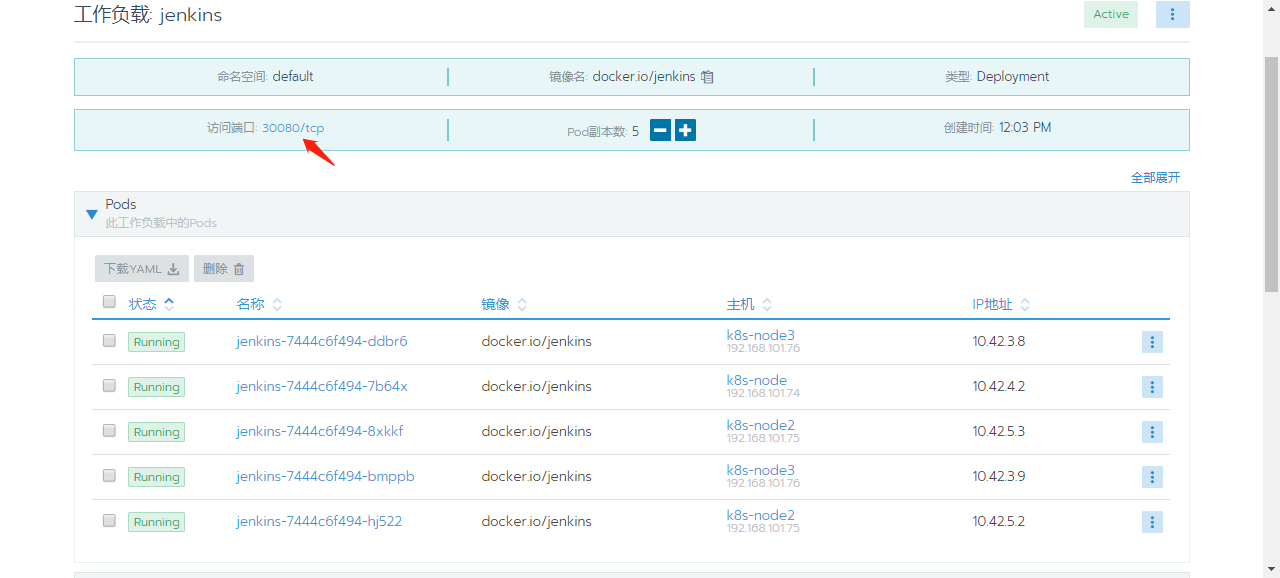 工作负载: jenkins
Active
命名空间: default
镜像名: docker.io/jenkins
类型: Deployment
访问端口: 30080/tcp
Pod副本数: 5
创建时间: 12:03 PM
全部展开
Pods
此工作负载中的Pods
下载YAML
删除
状态 名称 镜像 主机 IP地址
Running jenkins-7444c6f494-ddbr6 docker.io/jenkins k8s-node3 10.42.3.8
192.168.101.76
Running jenkins-7444c6f494-7b64x docker.io/jenkins k8s-node 10.42.4.2
192.168.101.74
Running jenkins-7444c6f494-8xkkf docker.io/jenkins k8s-node2 10.42.5.3
192.168.101.75
Running jenkins-7444c6f494-bmppb docker.io/jenkins k8s-node3 10.42.3.9
192.168.101.76
Running jenkins-7444c6f494-hj522 docker.io/jenkins k8s-node2 10.42.5.2
192.168.101.75